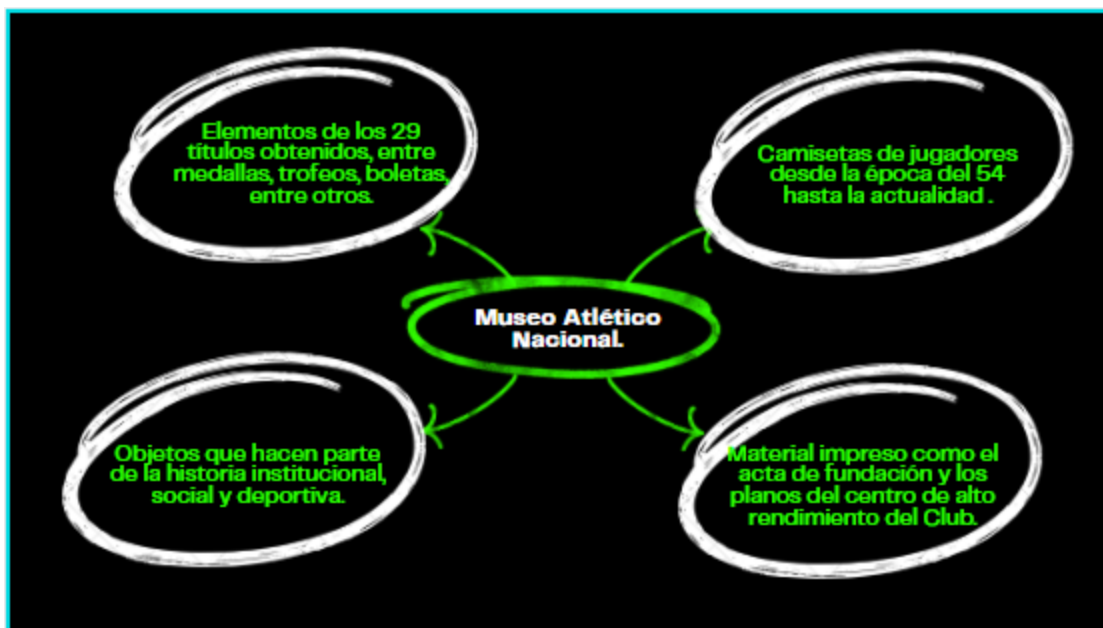 Elementos de los 29
títulos obtenidos, entre
medallas, trofeos, boletas,
entre otros.
Camisetas de jugadores
desde la época del 54
hasta la actualidad .
Museo Atlético
Nacional.
Objetos que hacen parte
de la historia institucional,
social y deportiva.
Material impreso como el
acta de fundación y los
planos del centro de alto
rendimiento del Club.